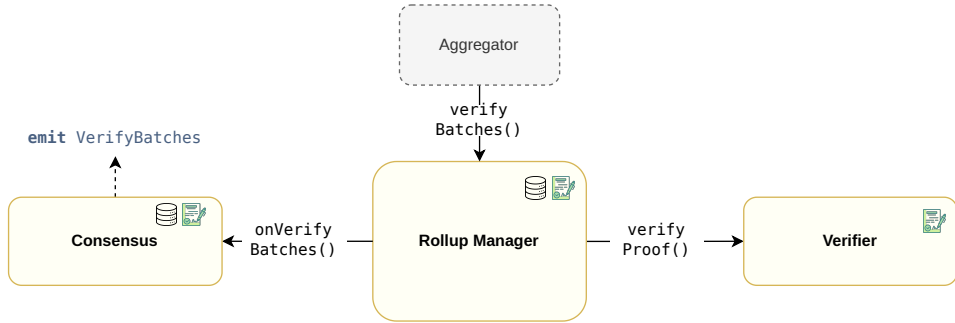 Aggregator
verify
Batches()
emit VerifyBatches
Consensus
onVerify
Batches()
Rollup Manager
verify
Proof()
Verifier